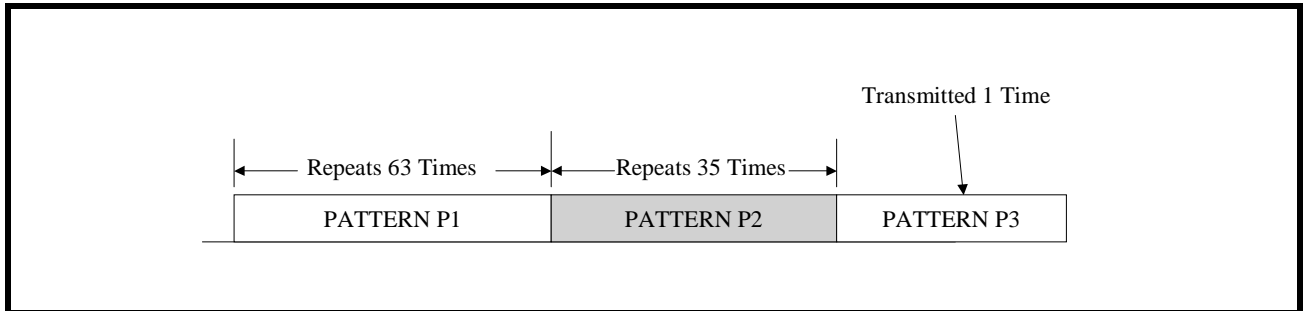 Transmitted 1 Time
Repeats 63 Times
Repeats 35 Times
PATTERN P1
PATTERN P2
PATTERN P3